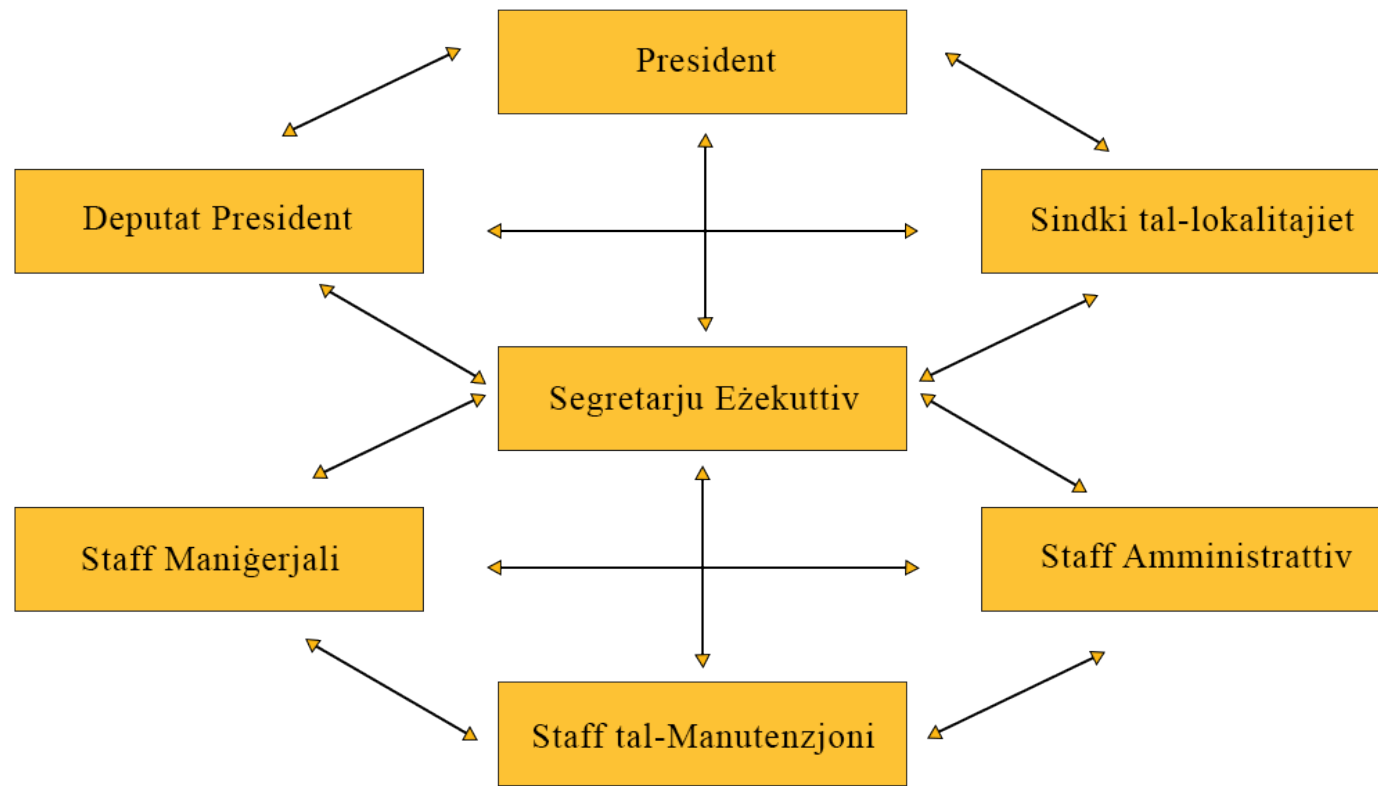 President
Deputat President
Sindki tal-lokalitajiet
Segretarju Eżekuttiv
Staff Maniġerjali
Staff Amministrattiv
Staff tal-Manutenzjoni